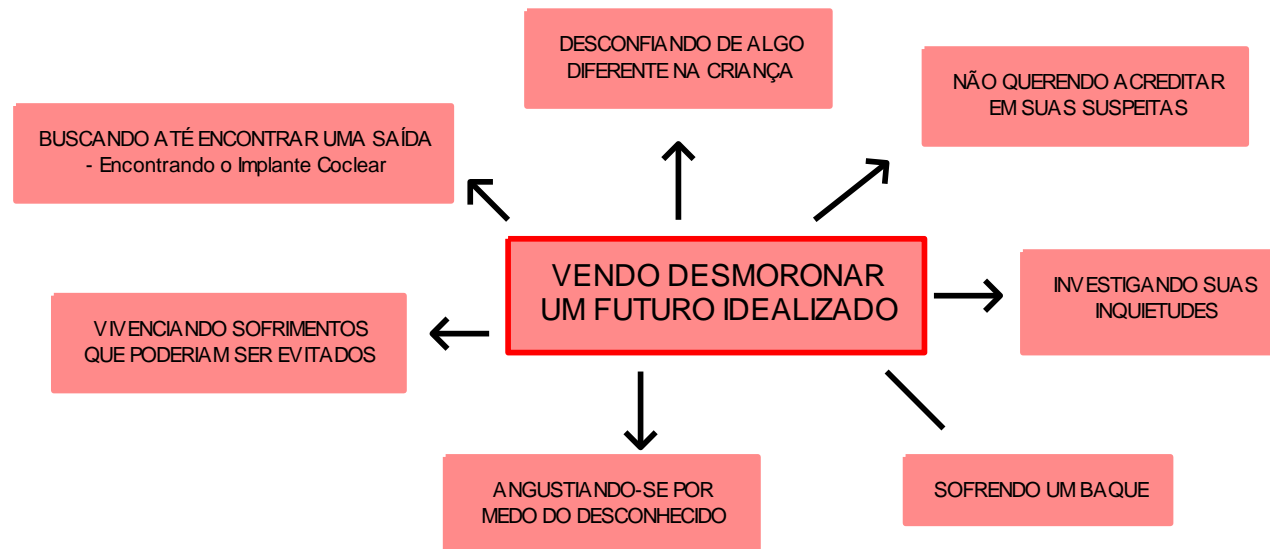 DESCONFIANDO DE ALGO
DIFERENTE NA CRIANÇA
NÃO QUERENDO ACREDITAR
EM SUAS SUSPEITAS
BUSCANDO ATÉ ENCONTRAR UMA SAÍDA
- Encontrando o Implante Coclear
VENDO DESMORONAR
UM FUTURO IDEALIZADO
INVESTIGANDO SUAS
INQUIETUDES
VIVENCIANDO SOFRIMENTOS
QUE PODERIAM SER EVITADOS
ANGUSTIANDO-SE POR
MEDO DO DESCONHECIDO
SOFRENDO UM BAQUE